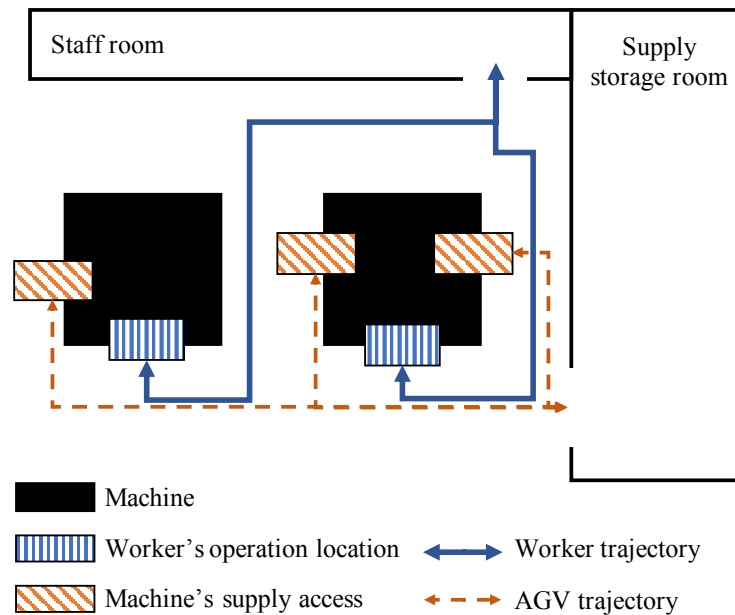 Staff room
Supply
storage room
Machine
Worker's operation location
Worker trajectory
Machine's supply access
AGV trajectory